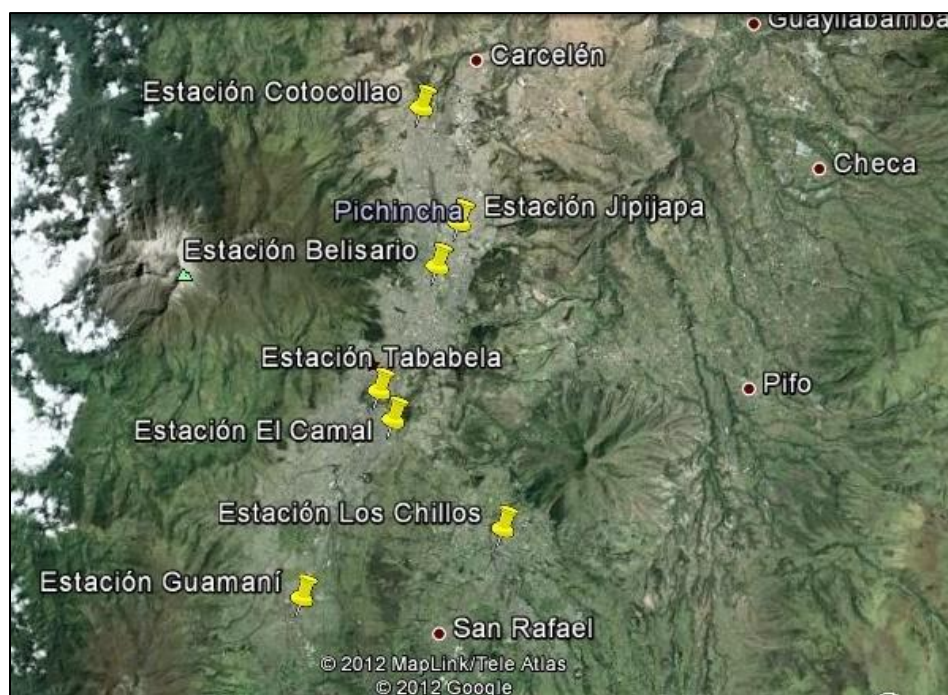 Guayllabamba
Carcelén
Estación Cotocollao
Checa
Pichincha
Estación Jipijapa
Estación Belisario
Estación Tababela
Pifo
Estación El Camal
Estación Los Chillos
Estación Guamaní
San Rafael
© 2012 MapLink/Tele Atlas
© 2012 Google